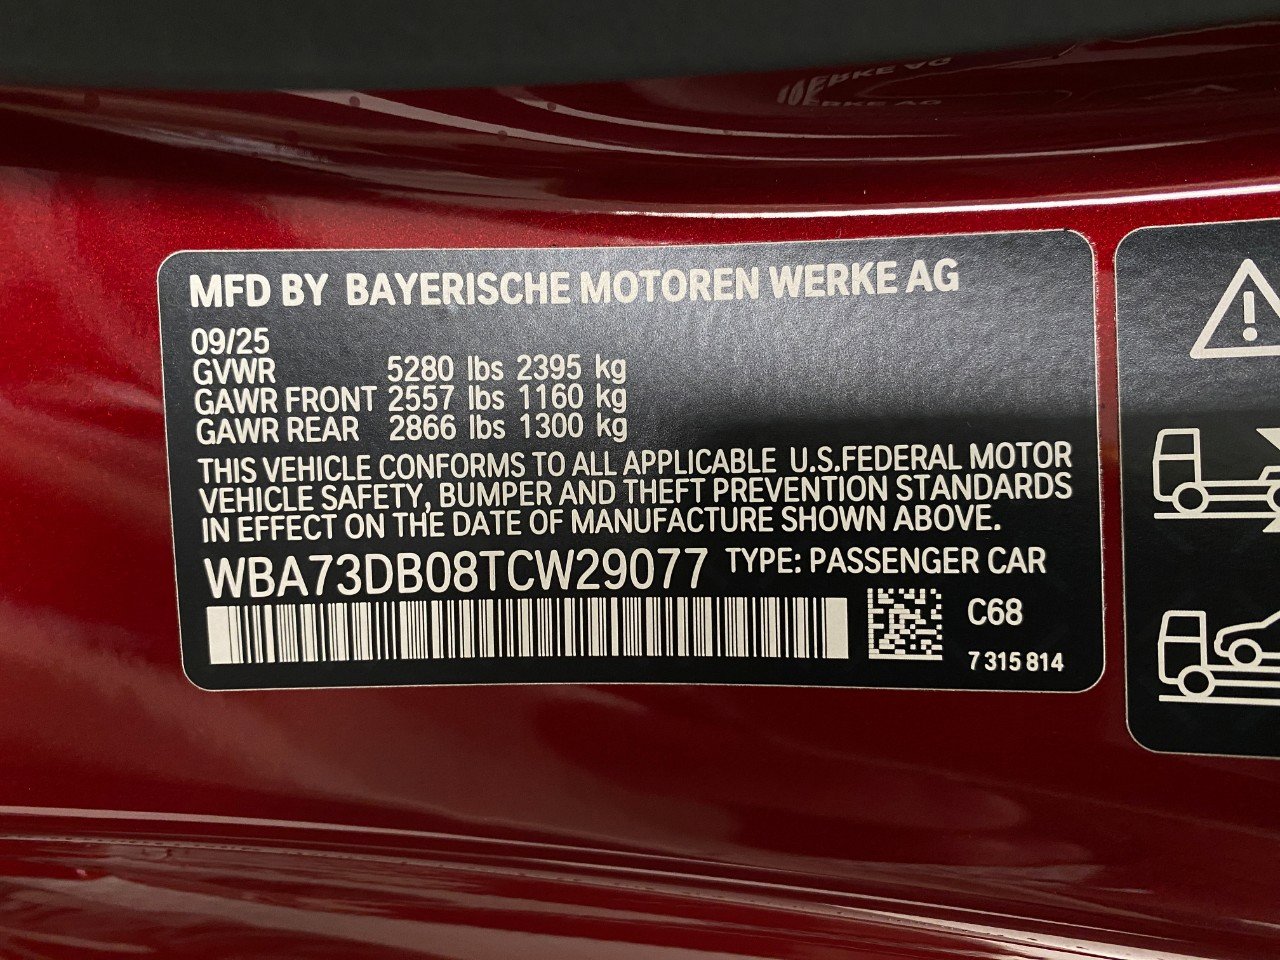 MFD BY BAYERISCHE MOTOREN WERKE AG
09/25
GVWR 5280 lbs 2395 kg
GAWR FRONT 2557 lbs 1160 kg
GAWR REAR 2866 lbs 1300 kg
THIS VEHICLE CONFORMS TO ALL APPLICABLE U.S.FEDERAL MOTOR
VEHICLE SAFETY, BUMPER AND THEFT PREVENTION STANDARDS
IN EFFECT ON THE DATE OF MANUFACTURE SHOWN ABOVE.
WBA73DB08TCW29077 TYPE: PASSENGER CAR
C68
7 315 814